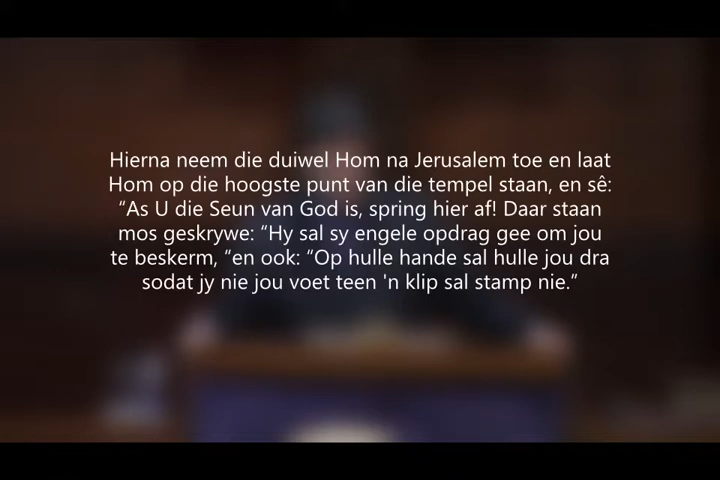 Hierna neem die duiwel Hom na Jerusalem toe en laat
Hom op die hoogste punt van die tempel staan, en sê:
“As U die Seun van God is, spring hier af! Daar staan
mos geskrywe: “Hy sal sy engele opdrag gee om jou
te beskerm, “en ook: “Op hulle hande sal hulle jou dra
sodat jy nie jou voet teen 'n klip sal stamp nie.”